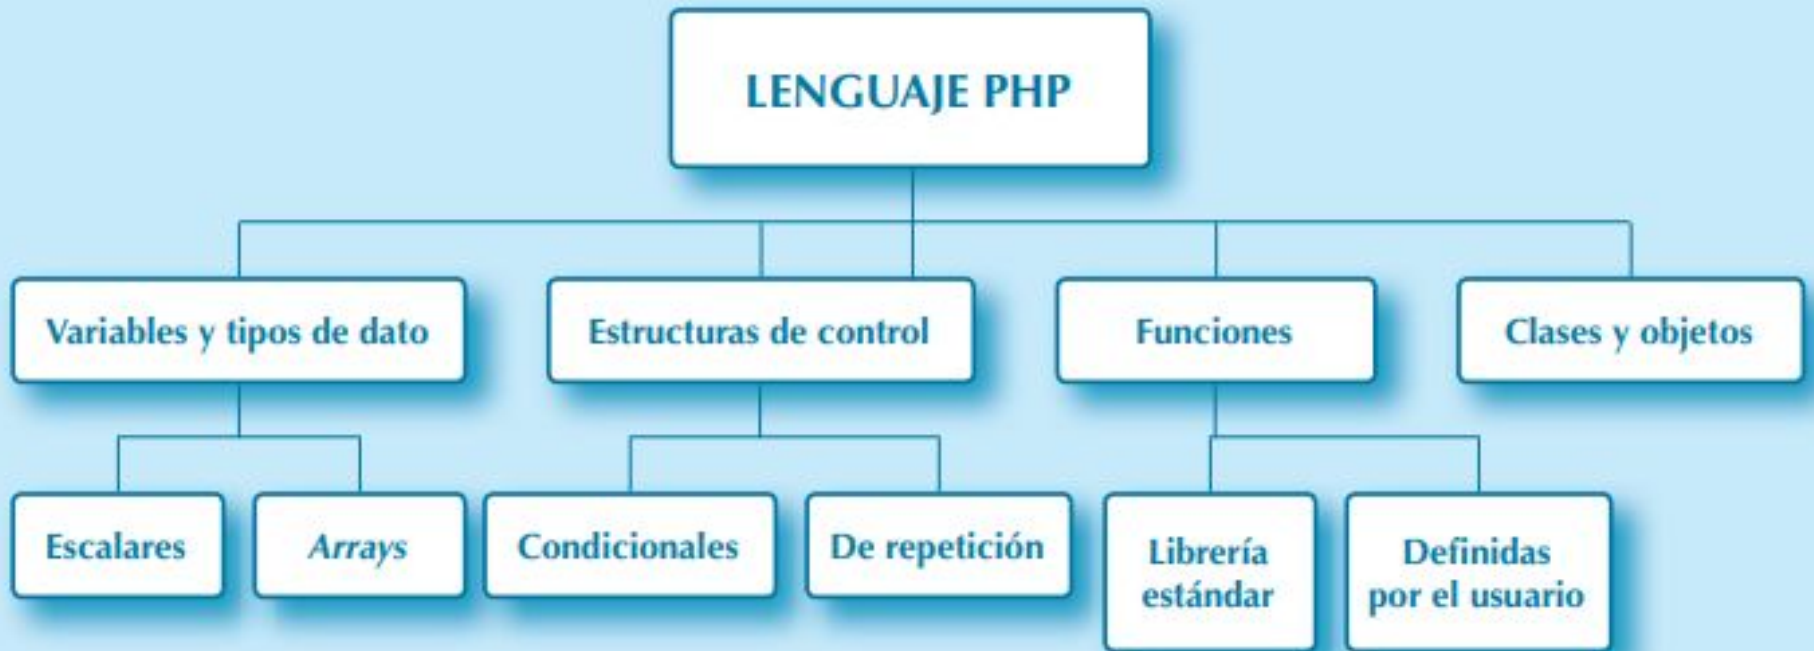 LENGUAJE PHP
Variables y tipos de dato
Estructuras de control
Funciones
Clases y objetos
Escalares
Arrays
Condicionales
De repetición
Librería
estándar
Definidas
por el usuario